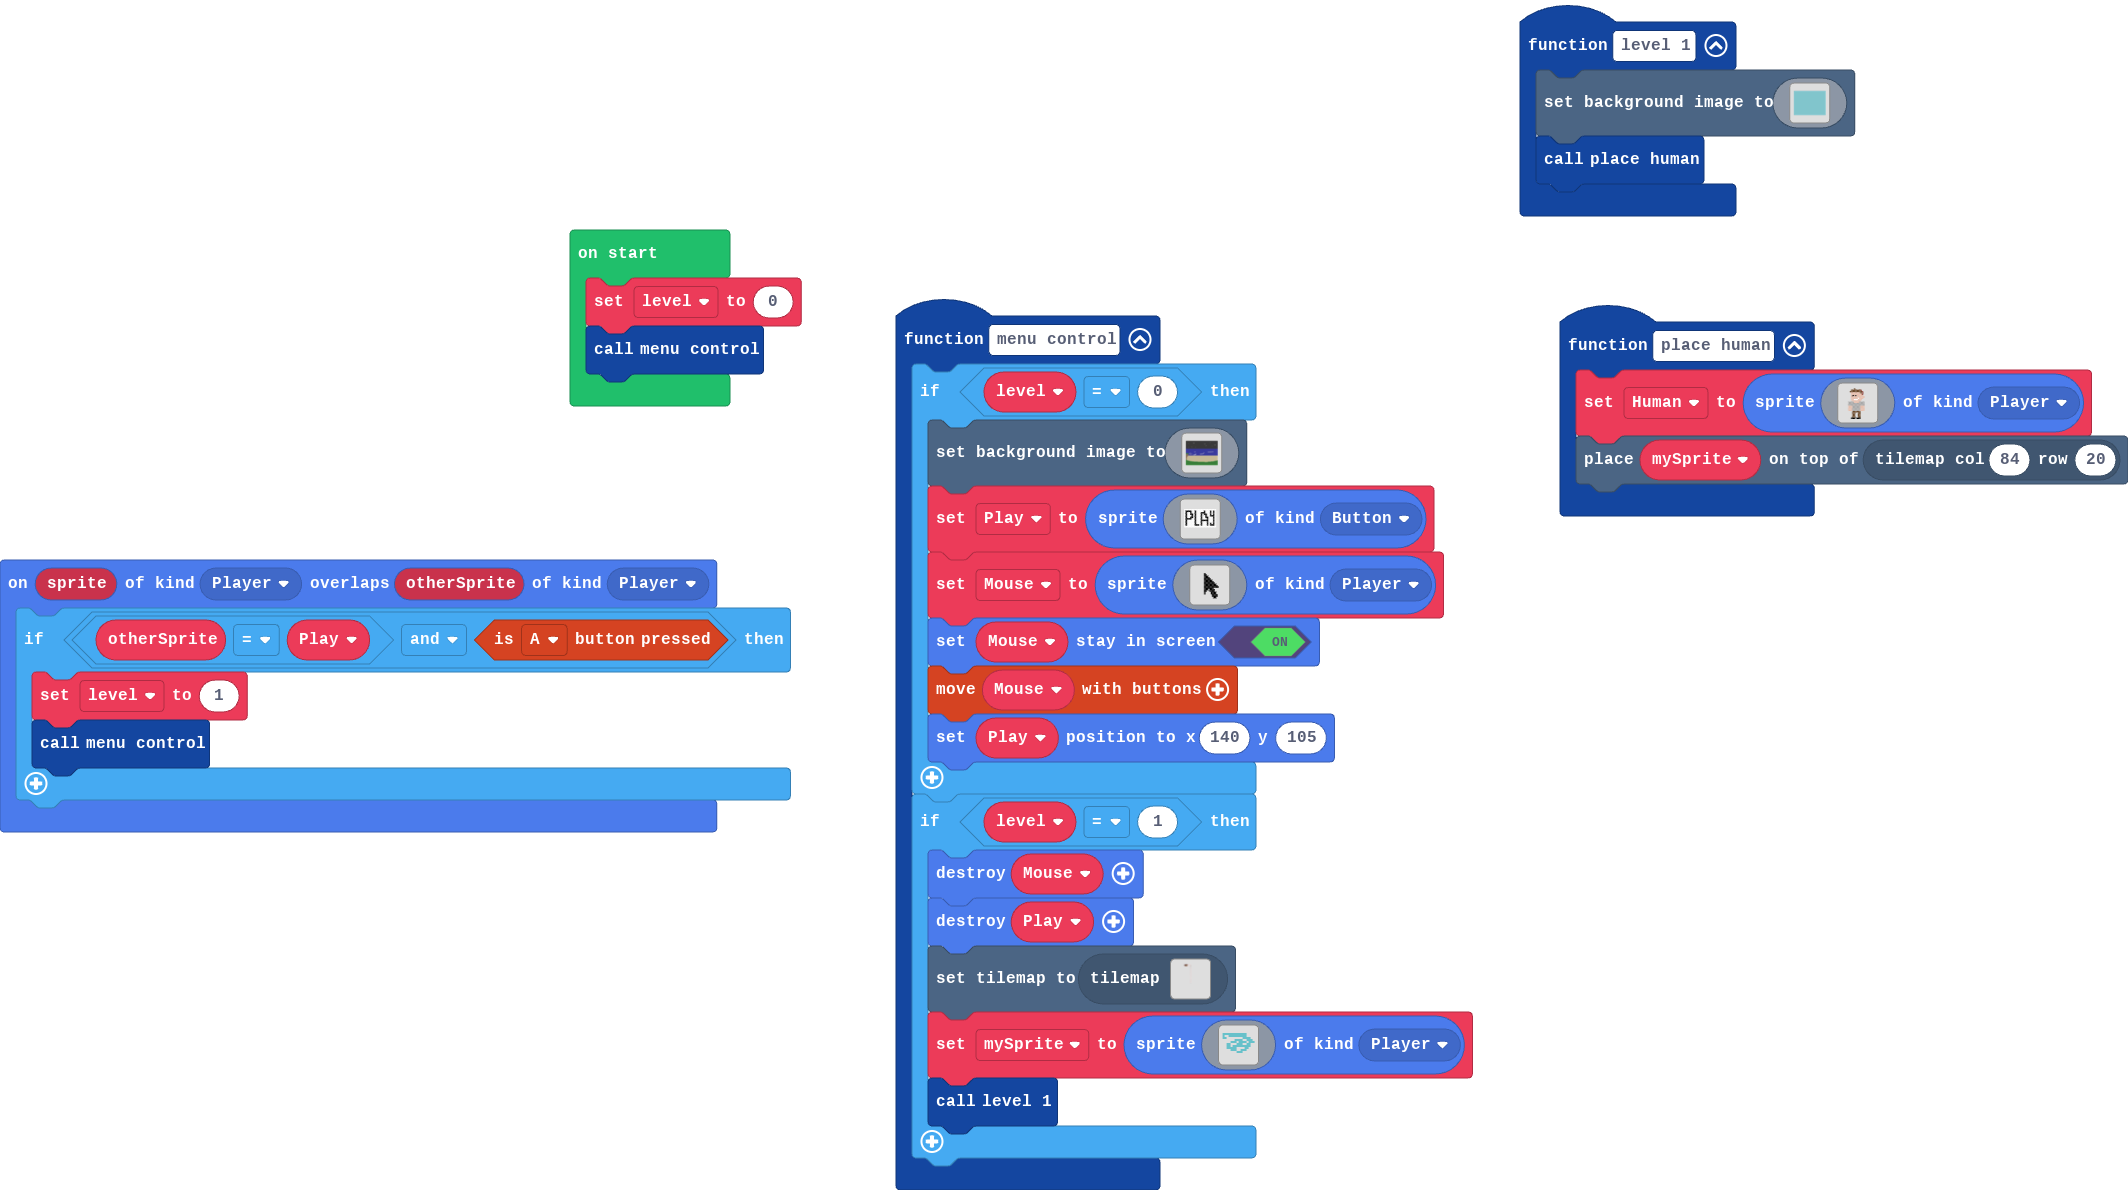 function level 1
set background image to
call place human
on start
set level to 0
call menu control
function menu control
if level = 0 then
set background image to
set Play to sprite PLAY of kind Button
set Mouse to sprite of kind Player
set Mouse stay in screen ON
move Mouse with buttons
set Play position to x 140 y 105
if level = 1 then
destroy Mouse
destroy Play
set tilemap to tilemap
set mySprite to sprite of kind Player
call level 1
function place human
set Human to sprite of kind Player
place mySprite on top of tilemap col 84 row 20
on sprite of kind Player overlaps otherSprite of kind Player
if otherSprite = Play and is A button pressed then
set level to 1
call menu control